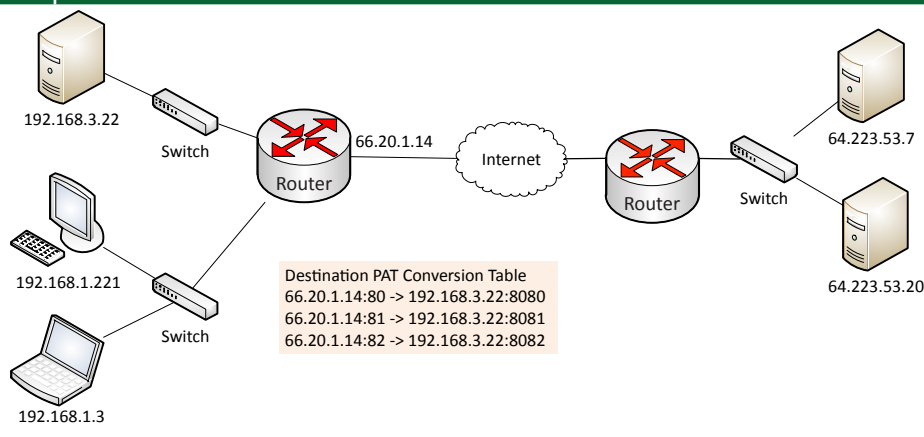 192.168.3.22
Switch
Router
66.20.1.14
Internet
Router
Switch
64.223.53.7
64.223.53.20
192.168.1.221
Switch
192.168.1.3
Destination PAT Conversion Table
66.20.1.14:80 -> 192.168.3.22:8080
66.20.1.14:81 -> 192.168.3.22:8081
66.20.1.14:82 -> 192.168.3.22:8082